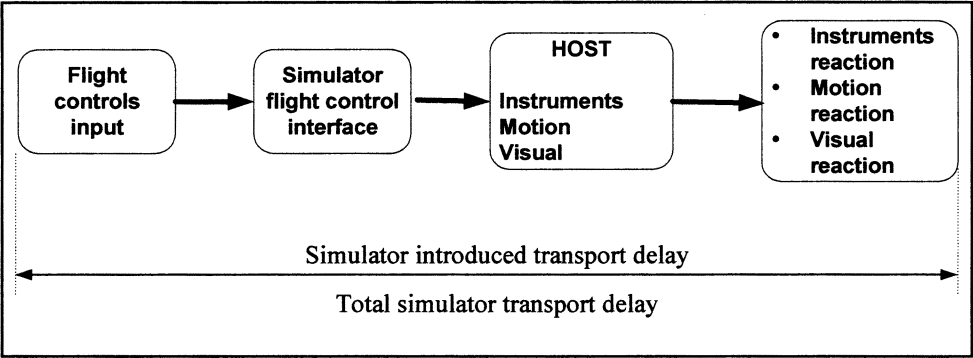 Flight
controls
input
Simulator
flight control
interface
HOST
Instruments
Motion
Visual
• Instruments
reaction
• Motion
reaction
• Visual
reaction
Simulator introduced transport delay
Total simulator transport delay